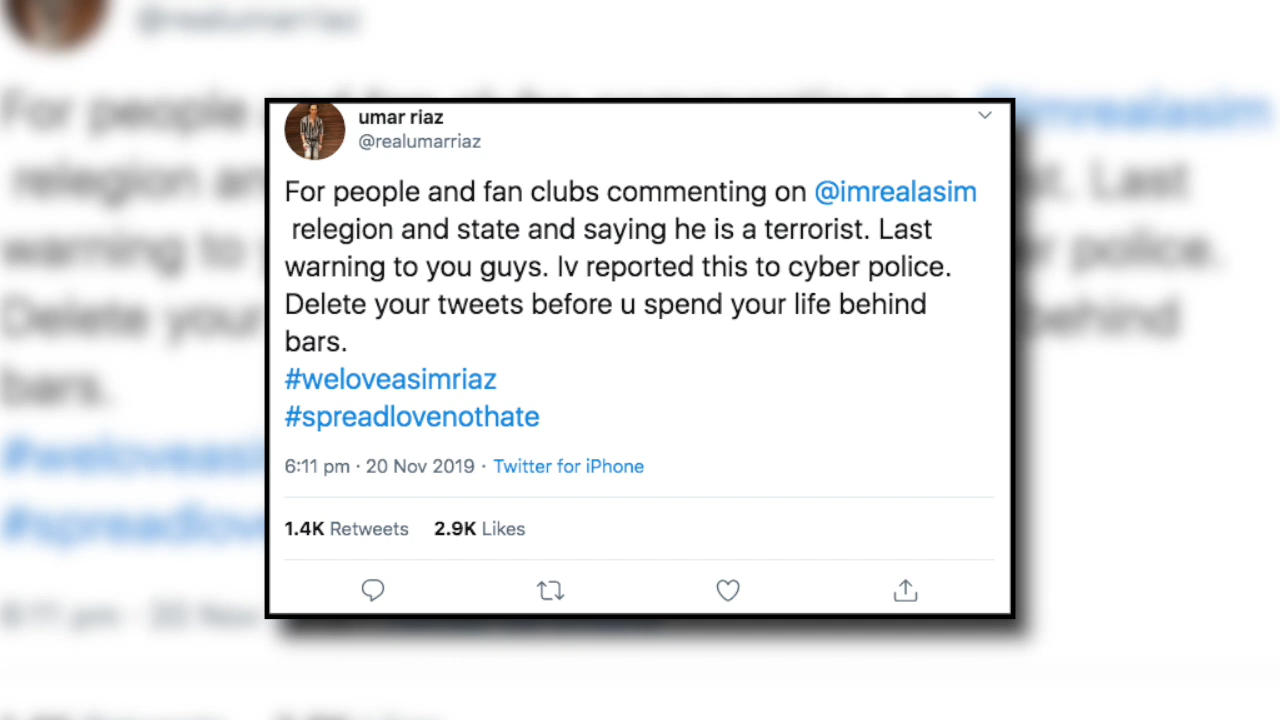 umar riaz
@realumarriaz
For people and fan clubs commenting on @imrealasim
relegion and state and saying he is a terrorist. Last
warning to you guys. Iv reported this to cyber police.
Delete your tweets before u spend your life behind
bars.
#weloveasimriaz
#spreadlovenothate
6:11 pm · 20 Nov 2019 · Twitter for iPhone
1.4K Retweets 2.9K Likes